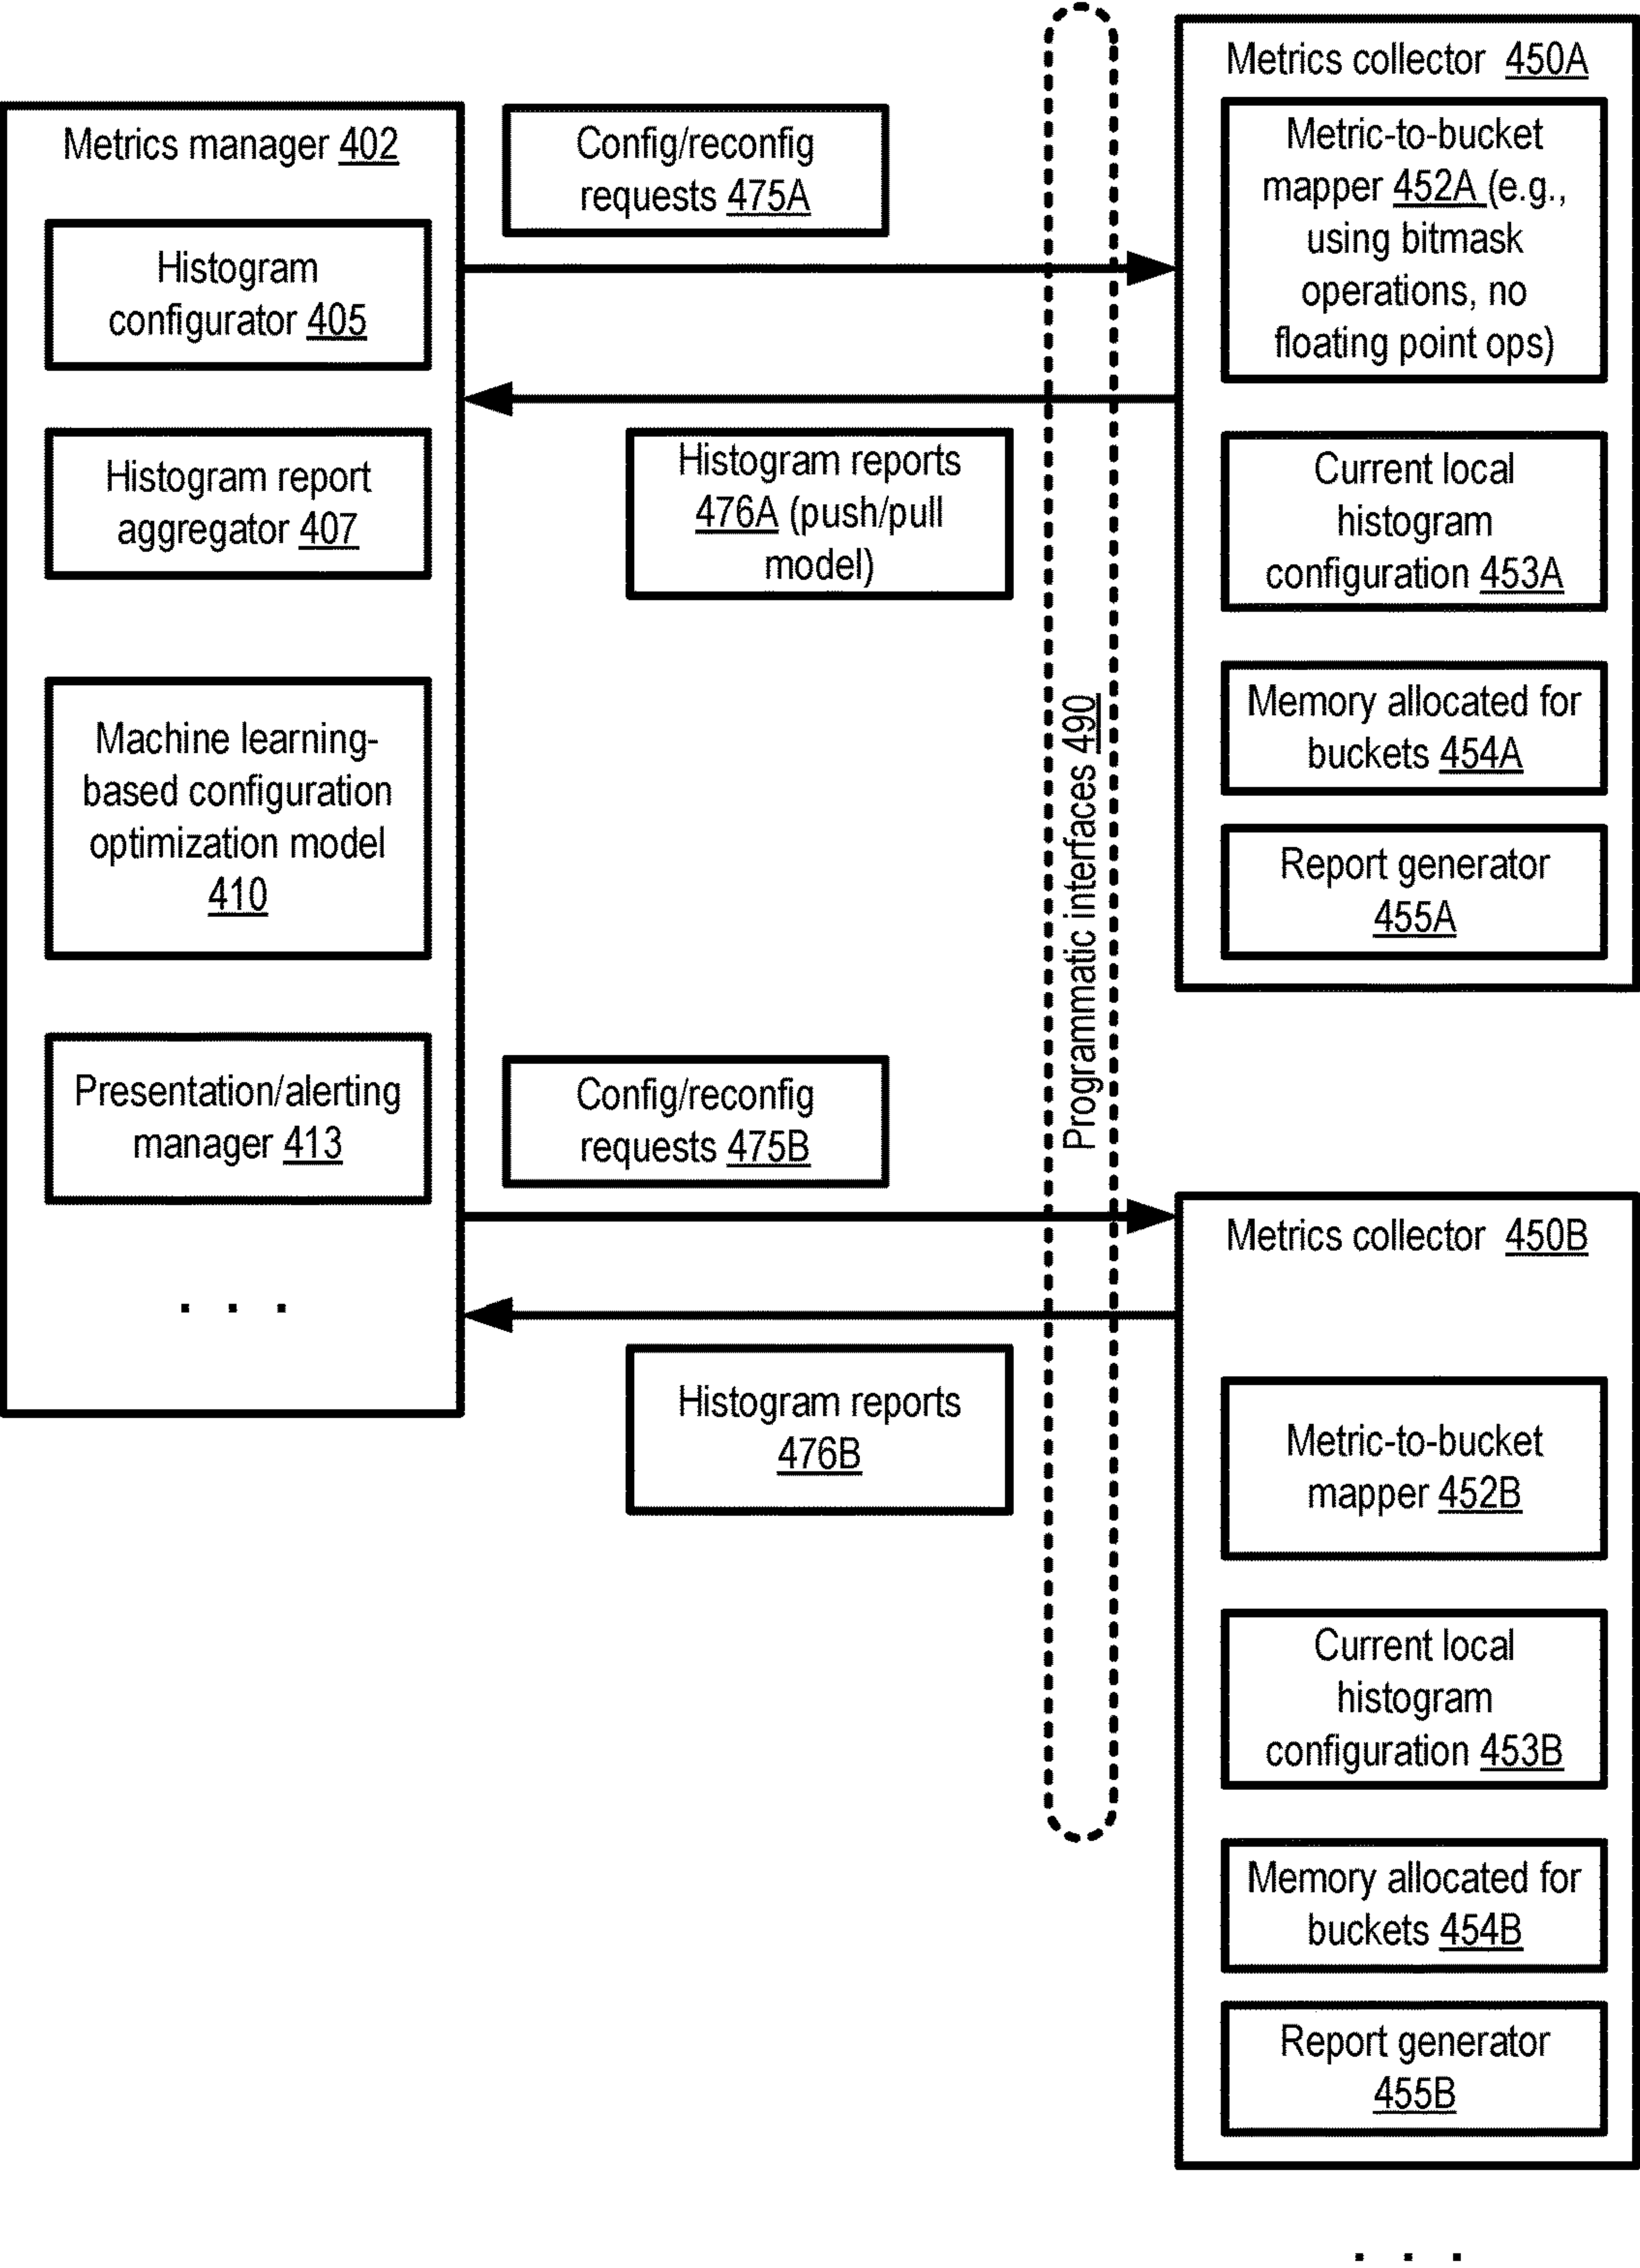 Metrics manager 402
Histogram
configurator 405
Histogram report
aggregator 407
Machine learning-
based configuration
optimization model
410
Presentation/alerting
manager 413
. . .
Config/reconfig
requests 475A
Histogram reports
476A (push/pull
model)
Config/reconfig
requests 475B
Histogram reports
476B
Programmatic interfaces 490
Metrics collector 450A
Metric-to-bucket
mapper 452A (e.g.,
using bitmask
operations, no
floating point ops)
Current local
histogram
configuration 453A
Memory allocated for
buckets 454A
Report generator
455A
Metrics collector 450B
Metric-to-bucket
mapper 452B
Current local
histogram
configuration 453B
Memory allocated for
buckets 454B
Report generator
455B
. . .